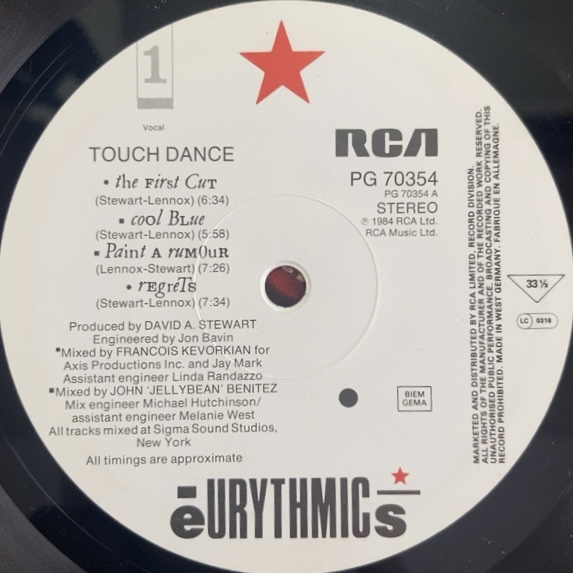 1
Vocal
TOUCH DANCE
• the First Cut
(Stewart-Lennox) (6:34)
▪ cool Blue
(Stewart-Lennox) (5:58)
▪ Paint A rumOuR
(Lennox-Stewart) (7:26)
• rEgreTs
(Stewart-Lennox) (7:34)
Produced by DAVID A. STEWART
Engineered by Jon Bavin
•Mixed by FRANCOIS KEVORKIAN for
Axis Productions Inc. and Jay Mark
Assistant engineer Linda Randazzo
▪Mixed by JOHN 'JELLYBEAN' BENITEZ
Mix engineer Michael Hutchinson/
assistant engineer Melanie West
All tracks mixed at Sigma Sound Studios,
New York
All timings are approximate
RCA
PG 70354
PG 70354 A
STEREO
℗ 1984 RCA Ltd.
RCA Music Ltd.
BIEM
GEMA
MARKETED AND DISTRIBUTED BY RCA LIMITED, RECORD DIVISION.
ALL RIGHTS OF THE MANUFACTURER AND OF THE RECORDED WORK RESERVED.
UNAUTHORISED PUBLIC PERFORMANCE, BROADCASTING AND COPYING OF THIS
RECORD PROHIBITED. MADE IN WEST GERMANY. FABRIQUE EN ALLEMAGNE.
33⅓
LC 0316
eURYTHMICs